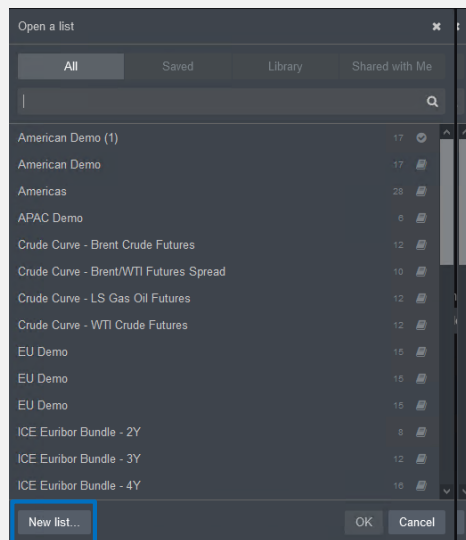 Open a list
All Saved Library Shared with Me
American Demo (1) 17
American Demo 17
Americas 28
APAC Demo 6
Crude Curve - Brent Crude Futures 12
Crude Curve - Brent/WTI Futures Spread 10
Crude Curve - LS Gas Oil Futures 12
Crude Curve - WTI Crude Futures 12
EU Demo 15
EU Demo 15
EU Demo 15
ICE Euribor Bundle - 2Y 8
ICE Euribor Bundle - 3Y 12
ICE Euribor Bundle - 4Y 16
New list... OK Cancel